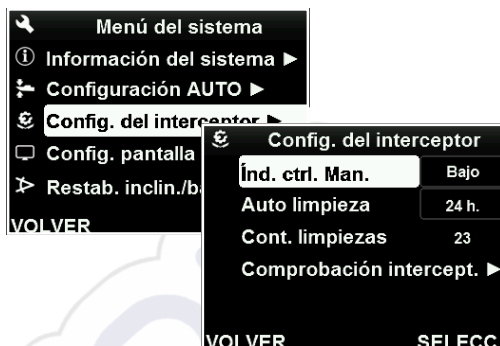 Menú del sistema
Información del sistema ►
Configuración AUTO ►
Config. del interceptor ►
Config. pantalla
Restab. inclin./
VOLVER
Config. del interceptor
Índ. ctrl. Man. Bajo
Auto limpieza 24 h.
Cont. limpiezas 23
Comprobación intercept. ►
VOLVER SELECC